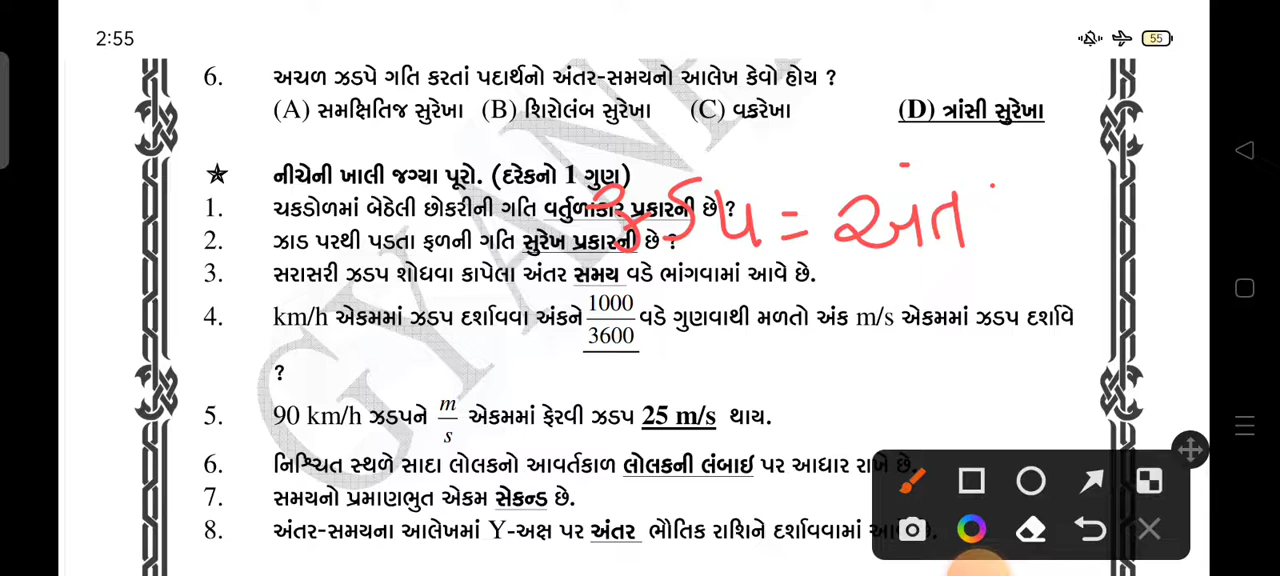 2:55
55
6. અચળ ઝડપે ગતિ કરતાં પદાર્થનો અંતર-સમયનો આલેખ કેવો હોય ?
(A) સમક્ષિતિજ સુરેખા (B) શિરોલંબ સુરેખા (C) વક્રરેખા (D) ત્રાંસી સુરેખા
નીચેની ખાલી જગ્યા પૂરો. (દરેકનો 1 ગુણ)
1. ચકડોળમાં બેઠેલી છોકરીની ગતિ વર્તુળાકાર પ્રકારની છે ?
ઝડપ = અંત
2. ઝાડ પરથી પડતા ફળની ગતિ સુરેખ પ્રકારની છે ?
3. સરાસરી ઝડપ શોધવા કાપેલા અંતર સમય વડે ભાંગવામાં આવે છે.
4. km/h એકમમાં ઝડપ દર્શાવવા અંકને 1000/3600 વડે ગુણવાથી મળતો અંક m/s એકમમાં ઝડપ દર્શાવે
?
5. 90 km/h ઝડપને m/s એકમમાં ફેરવી ઝડપ 25 m/s થાય.
6. નિશ્ચિત સ્થળે સાદા લોલકનો આવર્તકાળ લોલકની લંબાઇ પર આધાર રાખે છે.
7. સમયનો પ્રમાણભુત એકમ સેકન્ડ છે.
8. અંતર-સમયના આલેખમાં Y-અક્ષ પર અંતર ભૌતિક રાશિને દર્શાવવામાં
GYAN